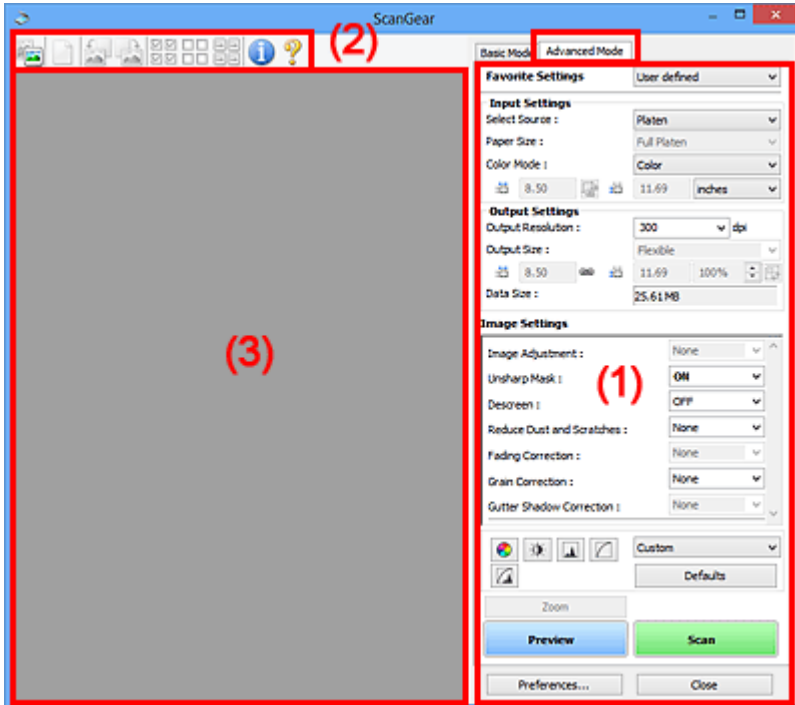 ScanGear
(2)
Basic Mode Advanced Mode
Favorite Settings User defined
Input Settings
Select Source : Platen
Paper Size : Full Platen
Color Mode : Color
8.50 11.69 inches
Output Settings
Output Resolution : 300 dpi
Output Size : Flexible
8.50 11.69 100%
Data Size : 25.61MB
Image Settings
(3)
(1)
Image Adjustment : None
Unsharp Mask : ON
Descreen : OFF
Reduce Dust and Scratches : None
Fading Correction : None
Grain Correction : None
Gutter Shadow Correction : None
Custom
Defaults
Zoom
Preview Scan
Preferences... Close